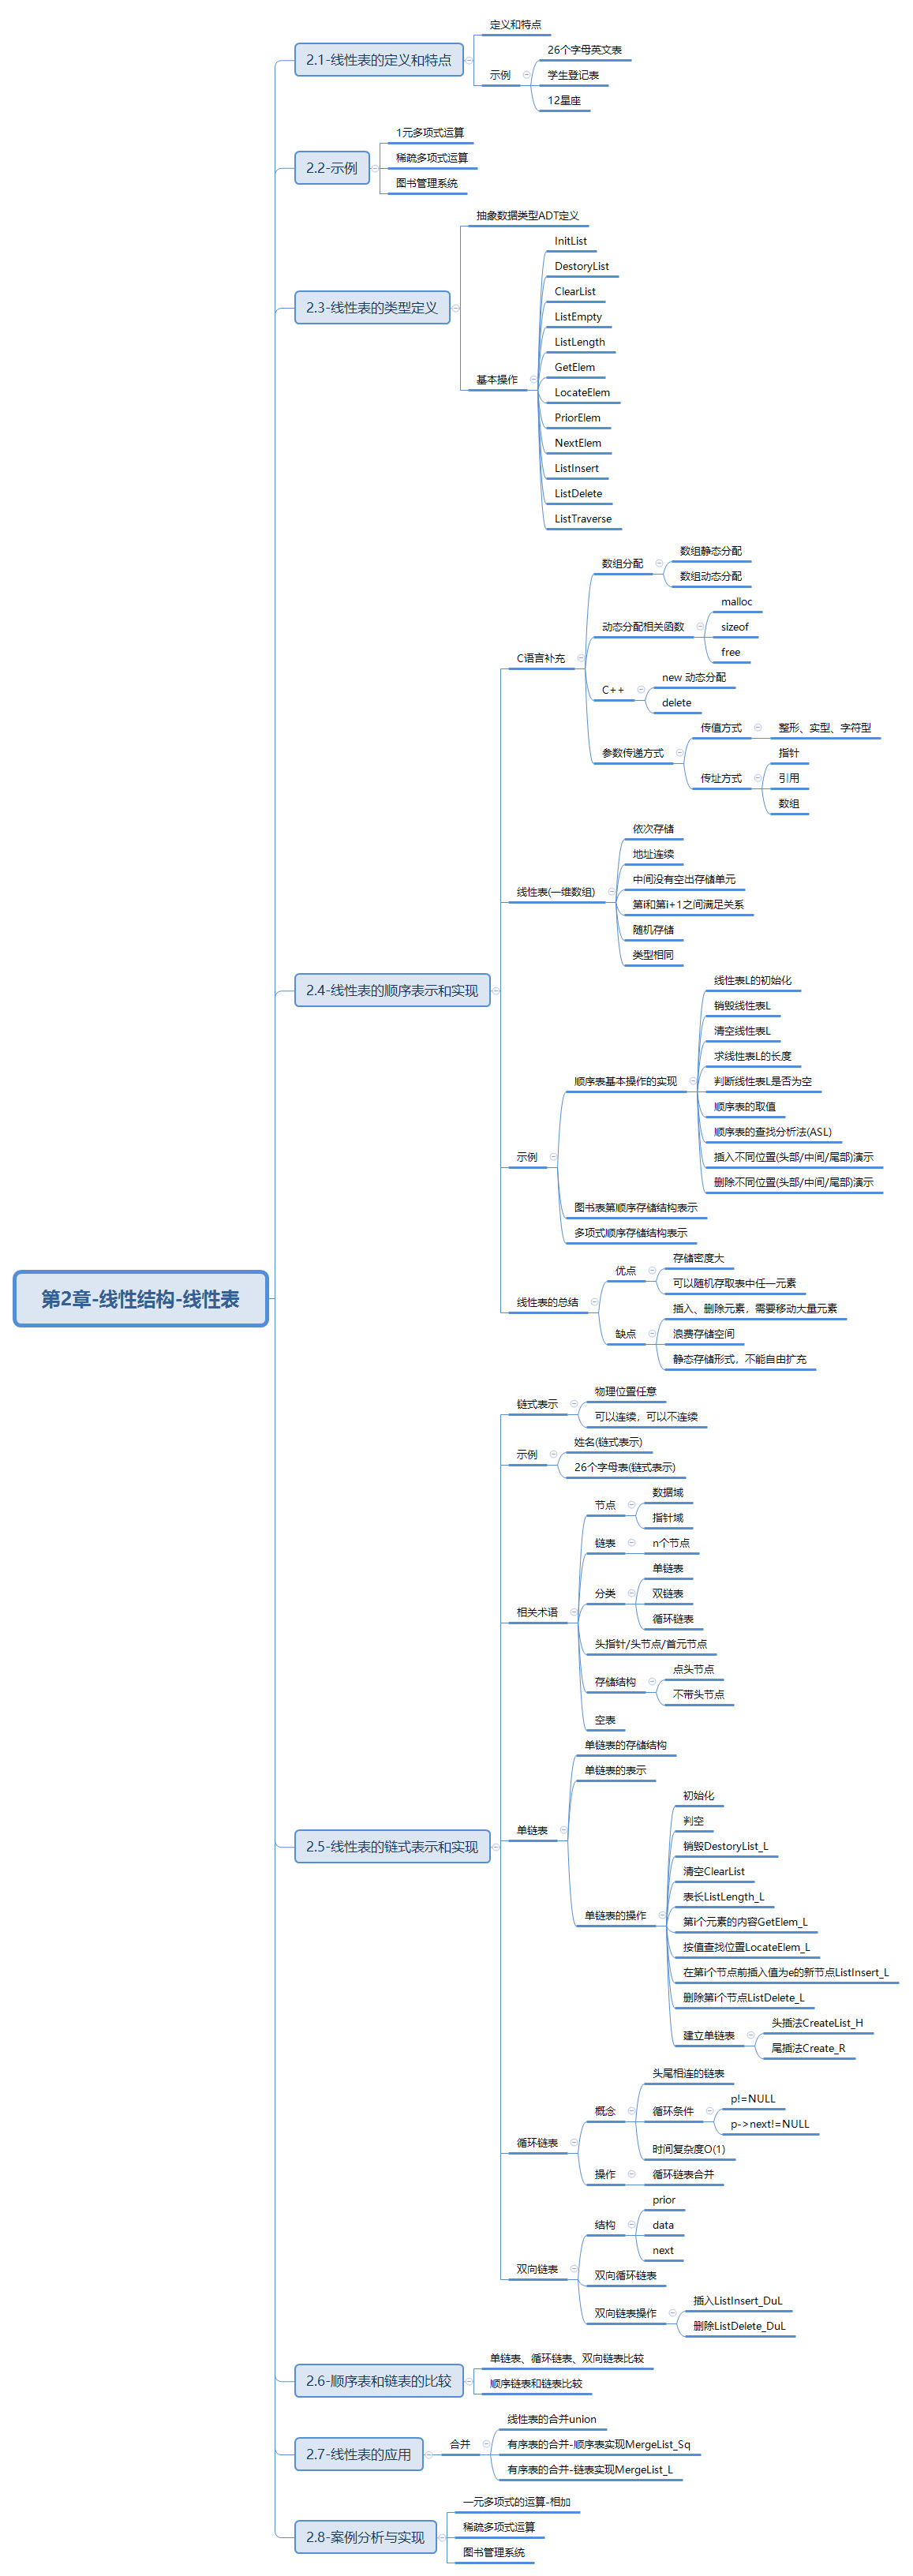 第2章-线性结构-线性表
2.1-线性表的定义和特点
定义和特点
示例
26个字母英文表
学生登记表
12星座
2.2-示例
1元多项式运算
稀疏多项式运算
图书管理系统
2.3-线性表的类型定义
抽象数据类型ADT定义
基本操作
InitList
DestoryList
ClearList
ListEmpty
ListLength
GetElem
LocateElem
PriorElem
NextElem
ListInsert
ListDelete
ListTraverse
2.4-线性表的顺序表示和实现
C语言补充
数组分配
数组静态分配
数组动态分配
动态分配相关函数
malloc
sizeof
free
C++
new 动态分配
delete
参数传递方式
传值方式
整形、实型、字符型
传址方式
指针
引用
数组
线性表(一维数组)
依次存储
地址连续
中间没有空出存储单元
第i和第i+1之间满足关系
随机存储
类型相同
示例
顺序表基本操作的实现
线性表L的初始化
销毁线性表L
清空线性表L
求线性表L的长度
判断线性表L是否为空
顺序表的取值
顺序表的查找分析法(ASL)
插入不同位置(头部/中间/尾部)演示
删除不同位置(头部/中间/尾部)演示
图书表第顺序存储结构表示
多项式顺序存储结构表示
线性表的总结
优点
存储密度大
可以随机存取表中任一元素
缺点
插入、删除元素，需要移动大量元素
浪费存储空间
静态存储形式，不能自由扩充
2.5-线性表的链式表示和实现
链式表示
物理位置任意
可以连续，可以不连续
示例
姓名(链式表示)
26个字母表(链式表示)
相关术语
节点
数据域
指针域
链表
n个节点
分类
单链表
双链表
循环链表
头指针/头节点/首元节点
存储结构
点头节点
不带头节点
空表
单链表
单链表的存储结构
单链表的表示
单链表的操作
初始化
判空
销毁DestoryList_L
清空ClearList
表长ListLength_L
第i个元素的内容GetElem_L
按值查找位置LocateElem_L
在第i个节点前插入值为e的新节点ListInsert_L
删除第i个节点ListDelete_L
建立单链表
头插法CreateList_H
尾插法Create_R
循环链表
概念
头尾相连的链表
循环条件
p!=NULL
p->next!=NULL
时间复杂度O(1)
操作
循环链表合并
双向链表
结构
prior
data
next
双向循环链表
双向链表操作
插入ListInsert_DuL
删除ListDelete_DuL
2.6-顺序表和链表的比较
单链表、循环链表、双向链表比较
顺序链表和链表比较
2.7-线性表的应用
合并
线性表的合并union
有序表的合并-顺序表实现MergeList_Sq
有序表的合并-链表实现MergeList_L
2.8-案例分析与实现
一元多项式的运算-相加
稀疏多项式运算
图书管理系统